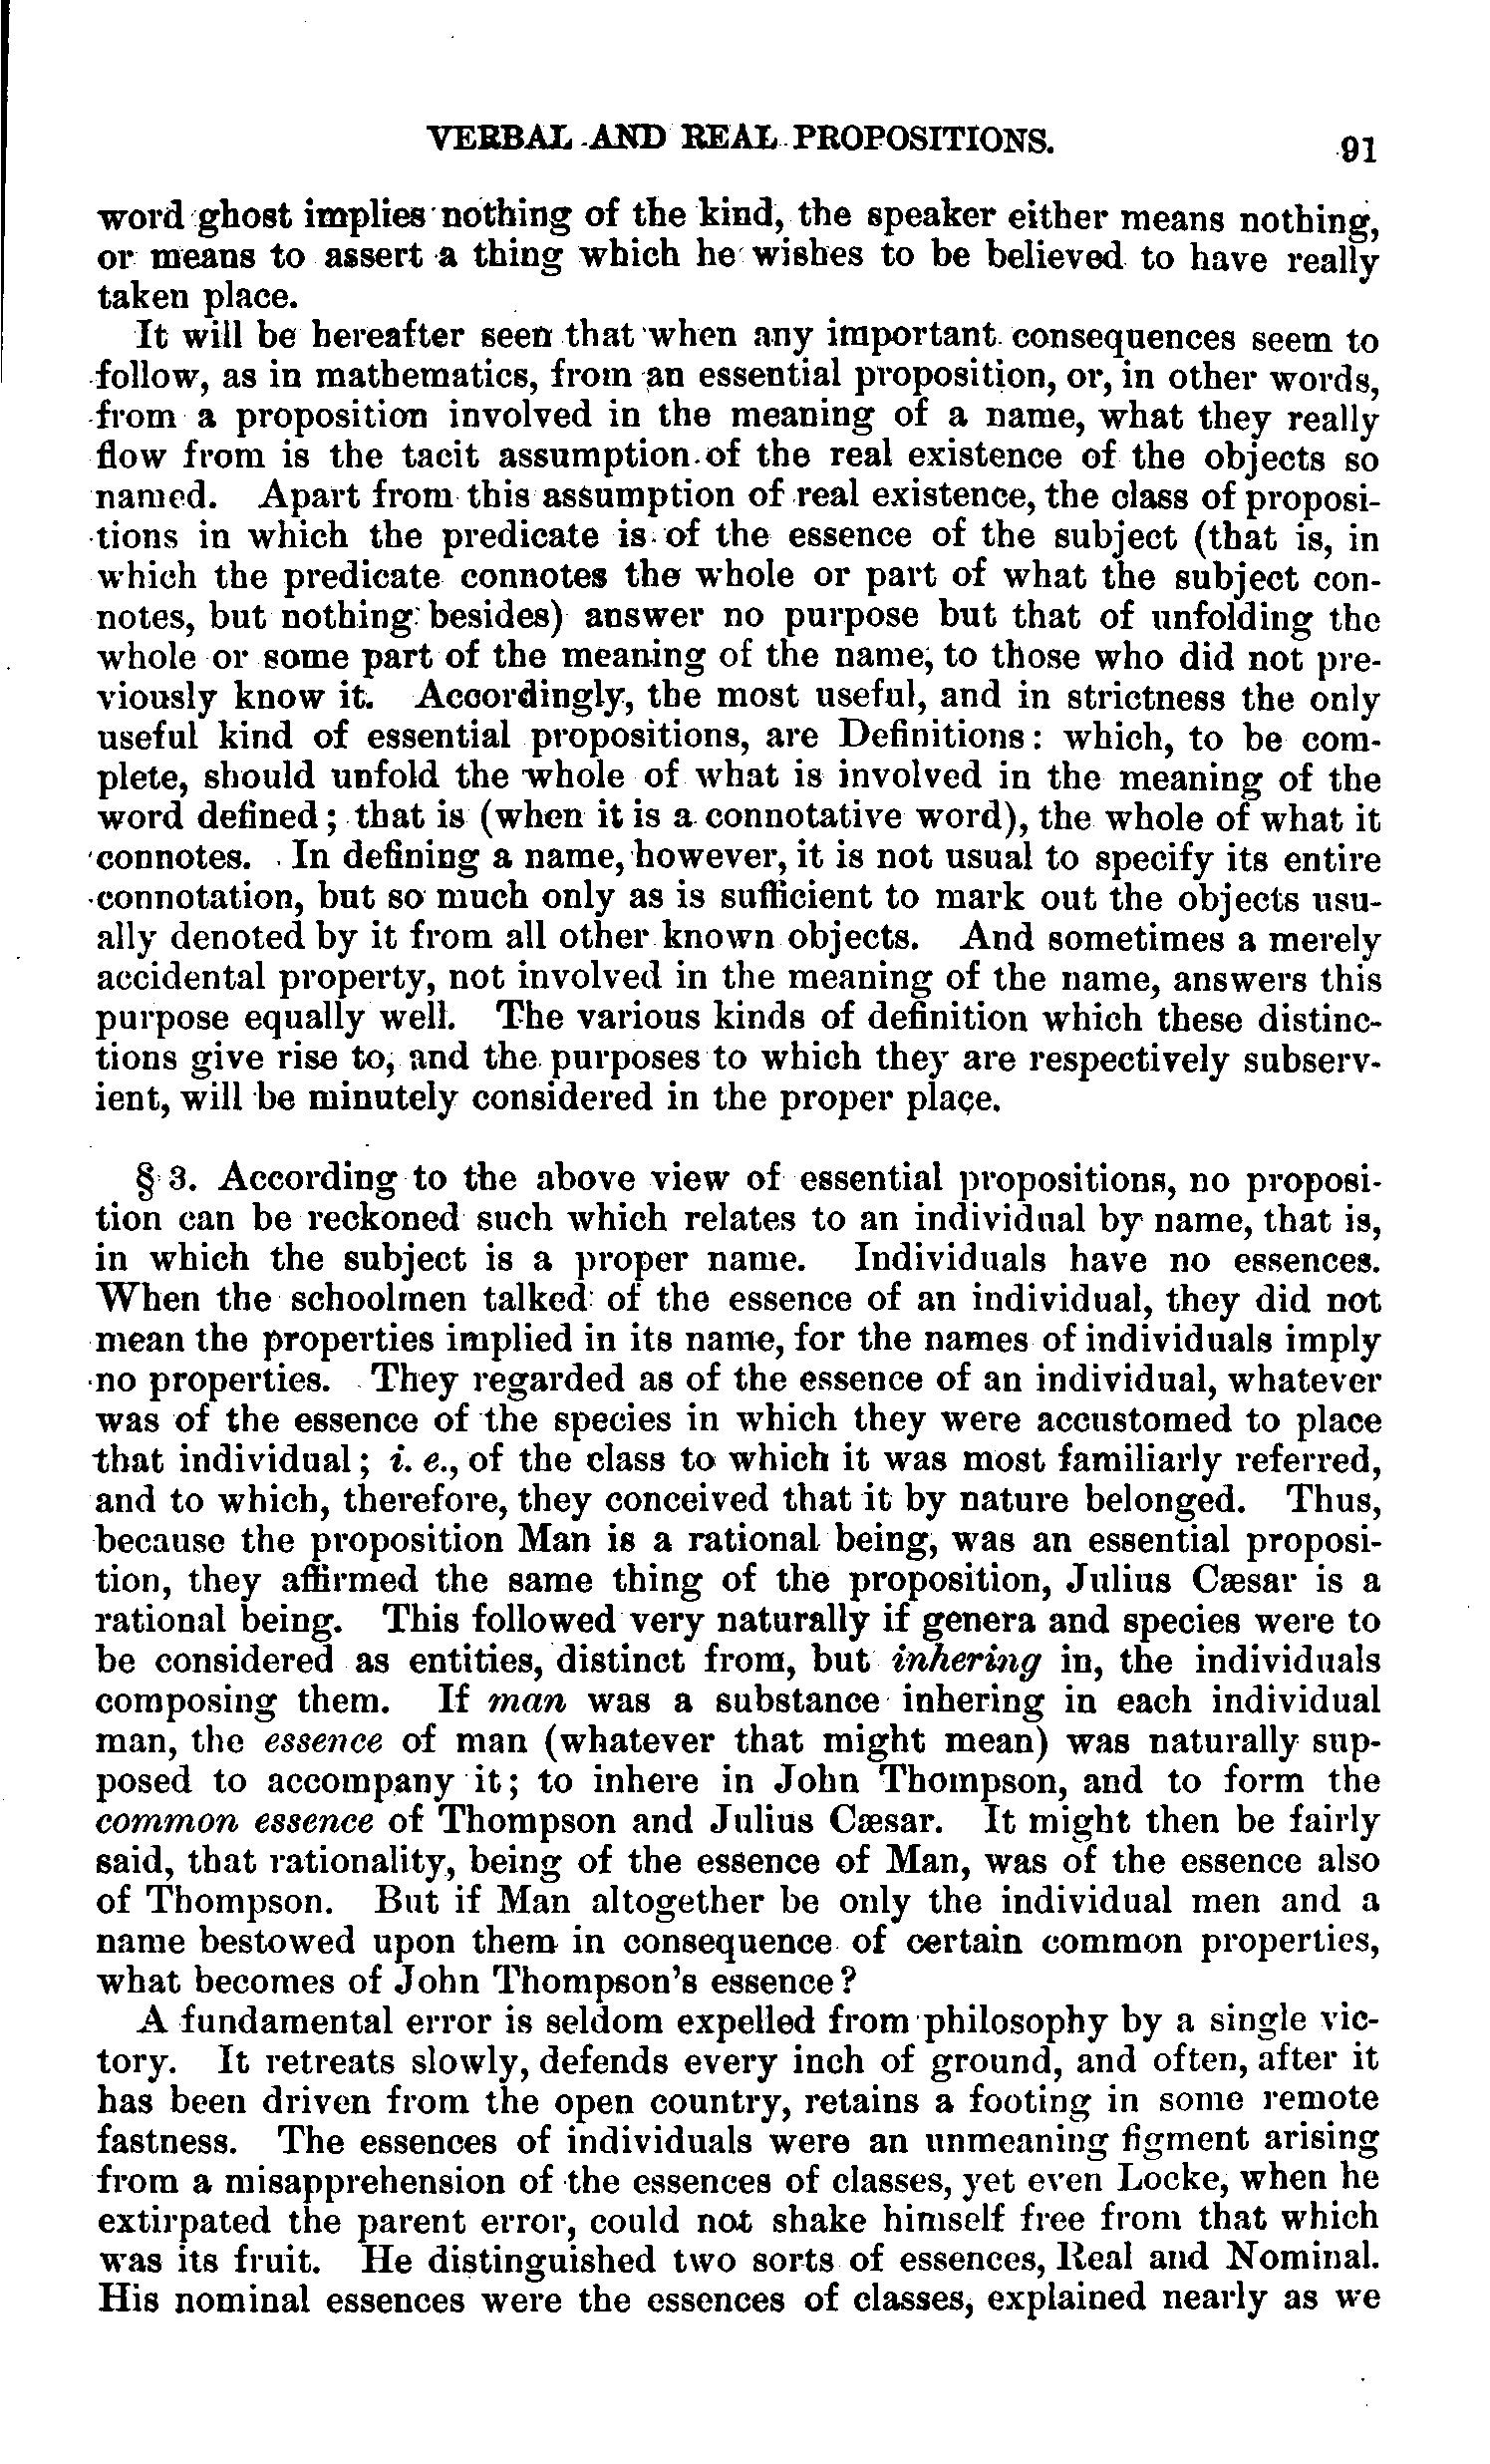 VERBAL AND REAL PROPOSITIONS. 91
word ghost implies nothing of the kind, the speaker either means nothing,
or means to assert a thing which he wishes to be believed to have really
taken place.
It will be hereafter seen that when any important consequences seem to
follow, as in mathematics, from an essential proposition, or, in other words,
from a proposition involved in the meaning of a name, what they really
flow from is the tacit assumption of the real existence of the objects so
named. Apart from this assumption of real existence, the class of proposi-
tions in which the predicate is of the essence of the subject (that is, in
which the predicate connotes the whole or part of what the subject con-
notes, but nothing besides) answer no purpose but that of unfolding the
whole or some part of the meaning of the name, to those who did not pre-
viously know it. Accordingly, the most useful, and in strictness the only
useful kind of essential propositions, are Definitions: which, to be com-
plete, should unfold the whole of what is involved in the meaning of the
word defined; that is (when it is a connotative word), the whole of what it
connotes. In defining a name, however, it is not usual to specify its entire
connotation, but so much only as is sufficient to mark out the objects usu-
ally denoted by it from all other known objects. And sometimes a merely
accidental property, not involved in the meaning of the name, answers this
purpose equally well. The various kinds of definition which these distinc-
tions give rise to, and the purposes to which they are respectively subserv-
ient, will be minutely considered in the proper place.
§ 3. According to the above view of essential propositions, no proposi-
tion can be reckoned such which relates to an individual by name, that is,
in which the subject is a proper name. Individuals have no essences.
When the schoolmen talked of the essence of an individual, they did not
mean the properties implied in its name, for the names of individuals imply
no properties. They regarded as of the essence of an individual, whatever
was of the essence of the species in which they were accustomed to place
that individual; i. e., of the class to which it was most familiarly referred,
and to which, therefore, they conceived that it by nature belonged. Thus,
because the proposition Man is a rational being, was an essential proposi-
tion, they affirmed the same thing of the proposition, Julius Cæsar is a
rational being. This followed very naturally if genera and species were to
be considered as entities, distinct from, but inhering in, the individuals
composing them. If man was a substance inhering in each individual
man, the essence of man (whatever that might mean) was naturally sup-
posed to accompany it; to inhere in John Thompson, and to form the
common essence of Thompson and Julius Cæsar. It might then be fairly
said, that rationality, being of the essence of Man, was of the essence also
of Thompson. But if Man altogether be only the individual men and a
name bestowed upon them in consequence of certain common properties,
what becomes of John Thompson's essence?
A fundamental error is seldom expelled from philosophy by a single vic-
tory. It retreats slowly, defends every inch of ground, and often, after it
has been driven from the open country, retains a footing in some remote
fastness. The essences of individuals were an unmeaning figment arising
from a misapprehension of the essences of classes, yet even Locke, when he
extirpated the parent error, could not shake himself free from that which
was its fruit. He distinguished two sorts of essences, Real and Nominal.
His nominal essences were the essences of classes, explained nearly as we